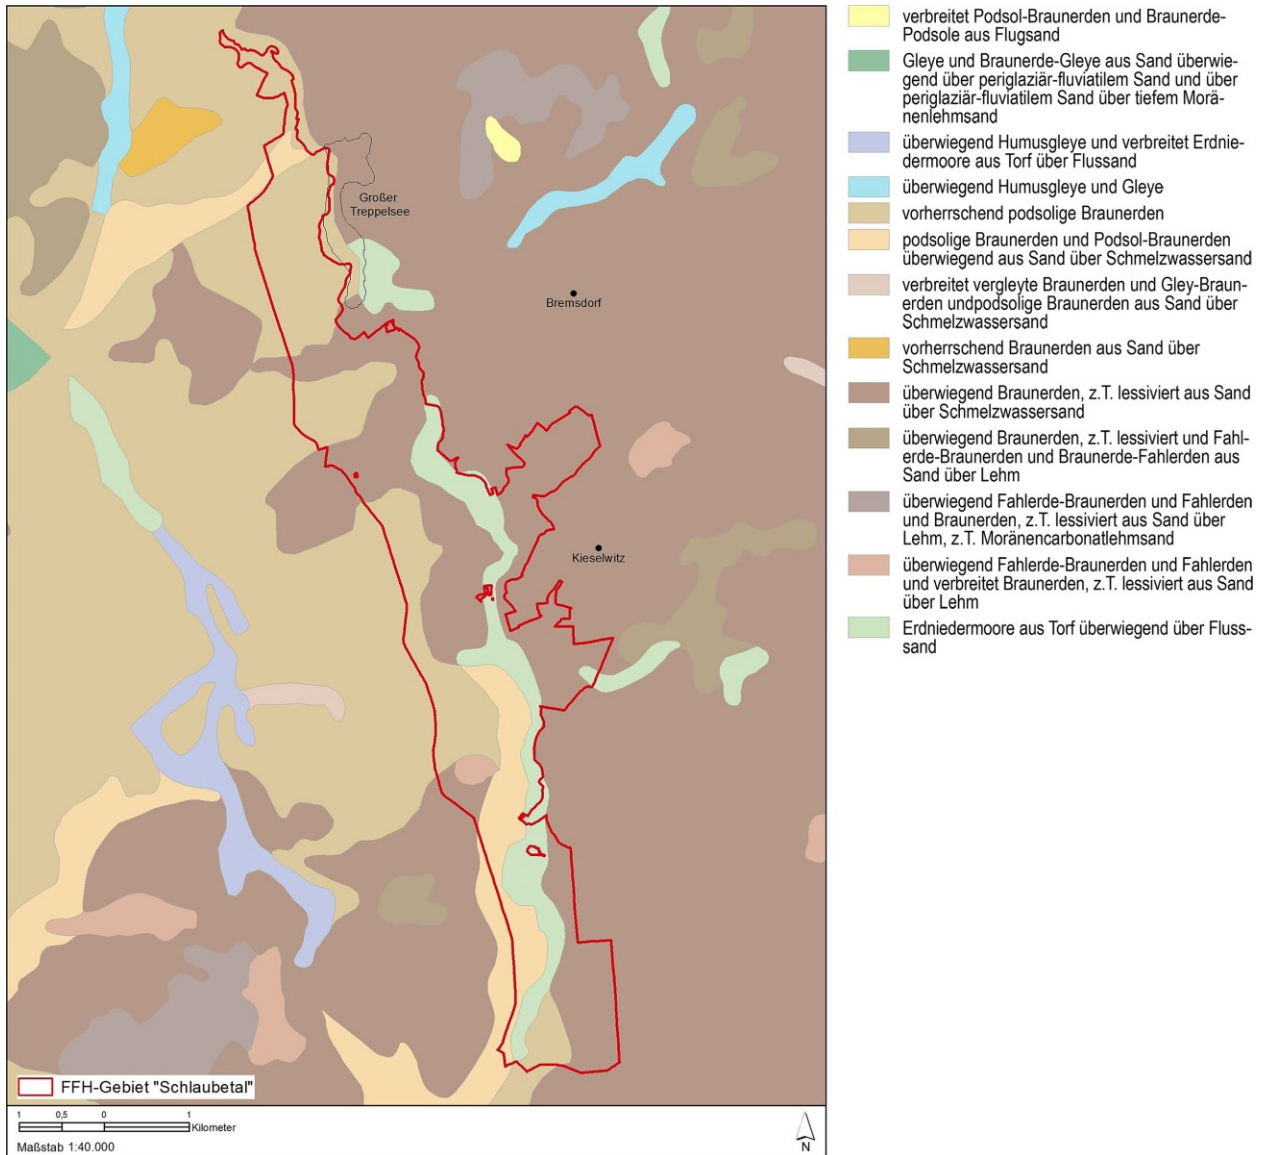 verbreitet Podsol-Braunerden und Braunerde-
Podsole aus Flugsand
Gleye und Braunerde-Gleye aus Sand überwie-
gend über periglaziär-fluviatilem Sand und über
periglaziär-fluviatilem Sand über tiefem Morä-
nenlehmsand
überwiegend Humusgleye und verbreitet Erdnie-
dermoore aus Torf über Flussand
überwiegend Humusgleye und Gleye
vorherrschend podsolige Braunerden
podsolige Braunerden und Podsol-Braunerden
überwiegend aus Sand über Schmelzwassersand
verbreitet vergleyte Braunerden und Gley-Braun-
erden undpodsolige Braunerden aus Sand über
Schmelzwassersand
vorherrschend Braunerden aus Sand über
Schmelzwassersand
überwiegend Braunerden, z.T. lessiviert aus Sand
über Schmelzwassersand
überwiegend Braunerden, z.T. lessiviert und Fahl-
erde-Braunerden und Braunerde-Fahlerden aus
Sand über Lehm
überwiegend Fahlerde-Braunerden und Fahlerden
und Braunerden, z.T. lessiviert aus Sand über
Lehm, z.T. Moränencarbonatlehmsand
überwiegend Fahlerde-Braunerden und Fahlerden
und verbreitet Braunerden, z.T. lessiviert aus Sand
über Lehm
Erdniedermoore aus Torf überwiegend über Fluss-
sand
Großer
Treppelsee
Bremsdorf
Kieselwitz
FFH-Gebiet "Schlaubetal"
1 0,5 0 1
Kilometer
Maßstab 1:40.000
N